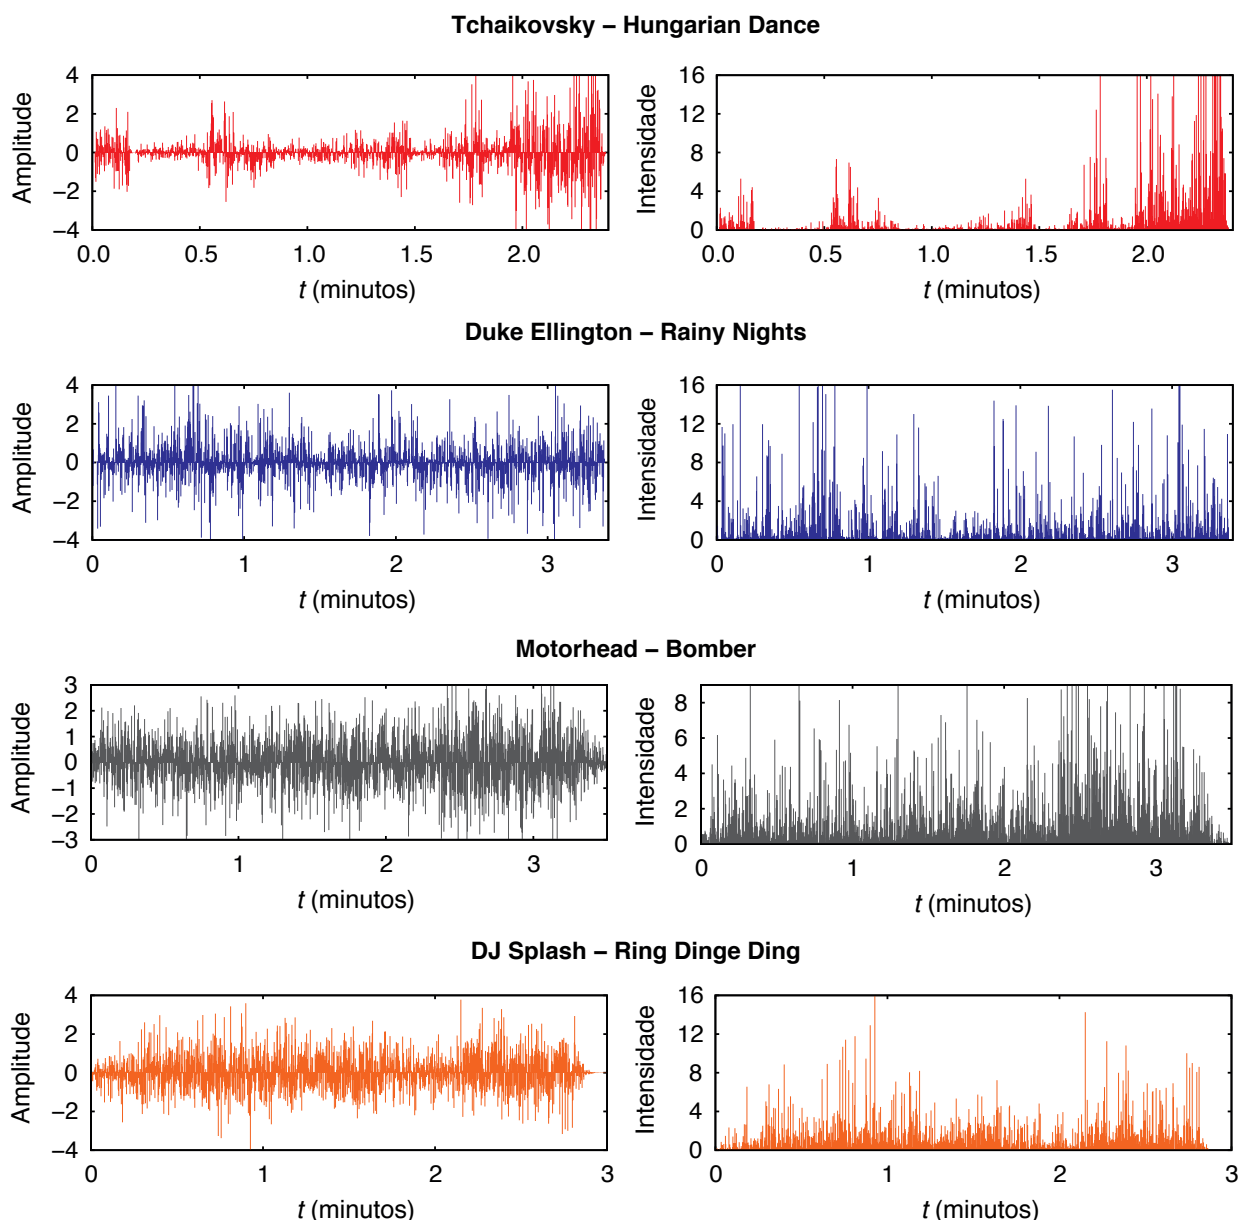 Tchaikovsky – Hungarian Dance
4
2
0
−2
−4
Amplitude
0.0 0.5 1.0 1.5 2.0
t (minutos)
16
12
8
4
0
Intensidade
0.0 0.5 1.0 1.5 2.0
t (minutos)
Duke Ellington – Rainy Nights
4
2
0
−2
−4
Amplitude
0 1 2 3
t (minutos)
16
12
8
4
0
Intensidade
0 1 2 3
t (minutos)
Motorhead – Bomber
3
2
1
0
−1
−2
−3
Amplitude
0 1 2 3
t (minutos)
8
6
4
2
0
Intensidade
0 1 2 3
t (minutos)
DJ Splash – Ring Dinge Ding
4
2
0
−2
−4
Amplitude
0 1 2 3
t (minutos)
16
12
8
4
0
Intensidade
0 1 2 3
t (minutos)